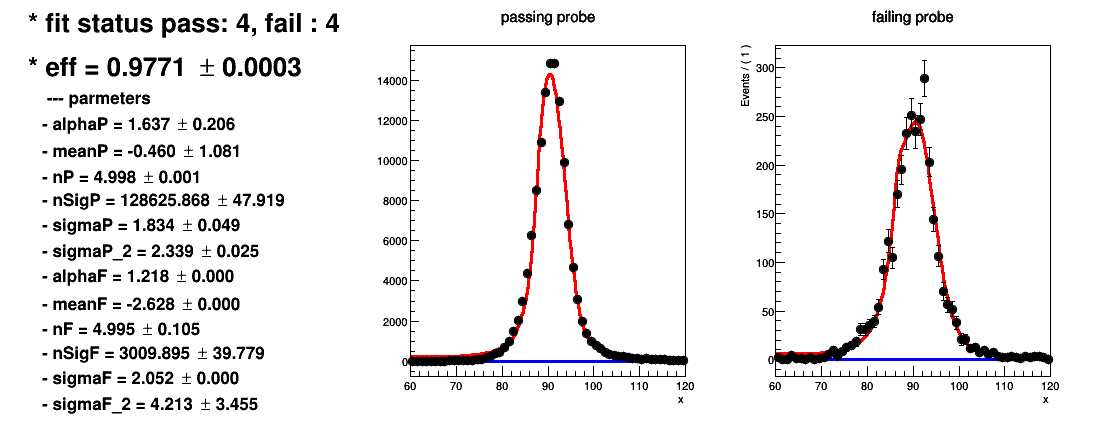 * fit status pass: 4, fail : 4
* eff = 0.9771 ± 0.0003
--- parmeters
- alphaP = 1.637 ± 0.206
- meanP = -0.460 ± 1.081
- nP = 4.998 ± 0.001
- nSigP = 128625.868 ± 47.919
- sigmaP = 1.834 ± 0.049
- sigmaP_2 = 2.339 ± 0.025
- alphaF = 1.218 ± 0.000
- meanF = -2.628 ± 0.000
- nF = 4.995 ± 0.105
- nSigF = 3009.895 ± 39.779
- sigmaF = 2.052 ± 0.000
- sigmaF_2 = 4.213 ± 3.455
passing probe
14000
12000
10000
8000
6000
4000
2000
0
60 70 80 90 100 110 120
x
failing probe
Events / ( 1 )
300
250
200
150
100
50
0
60 70 80 90 100 110 120
x